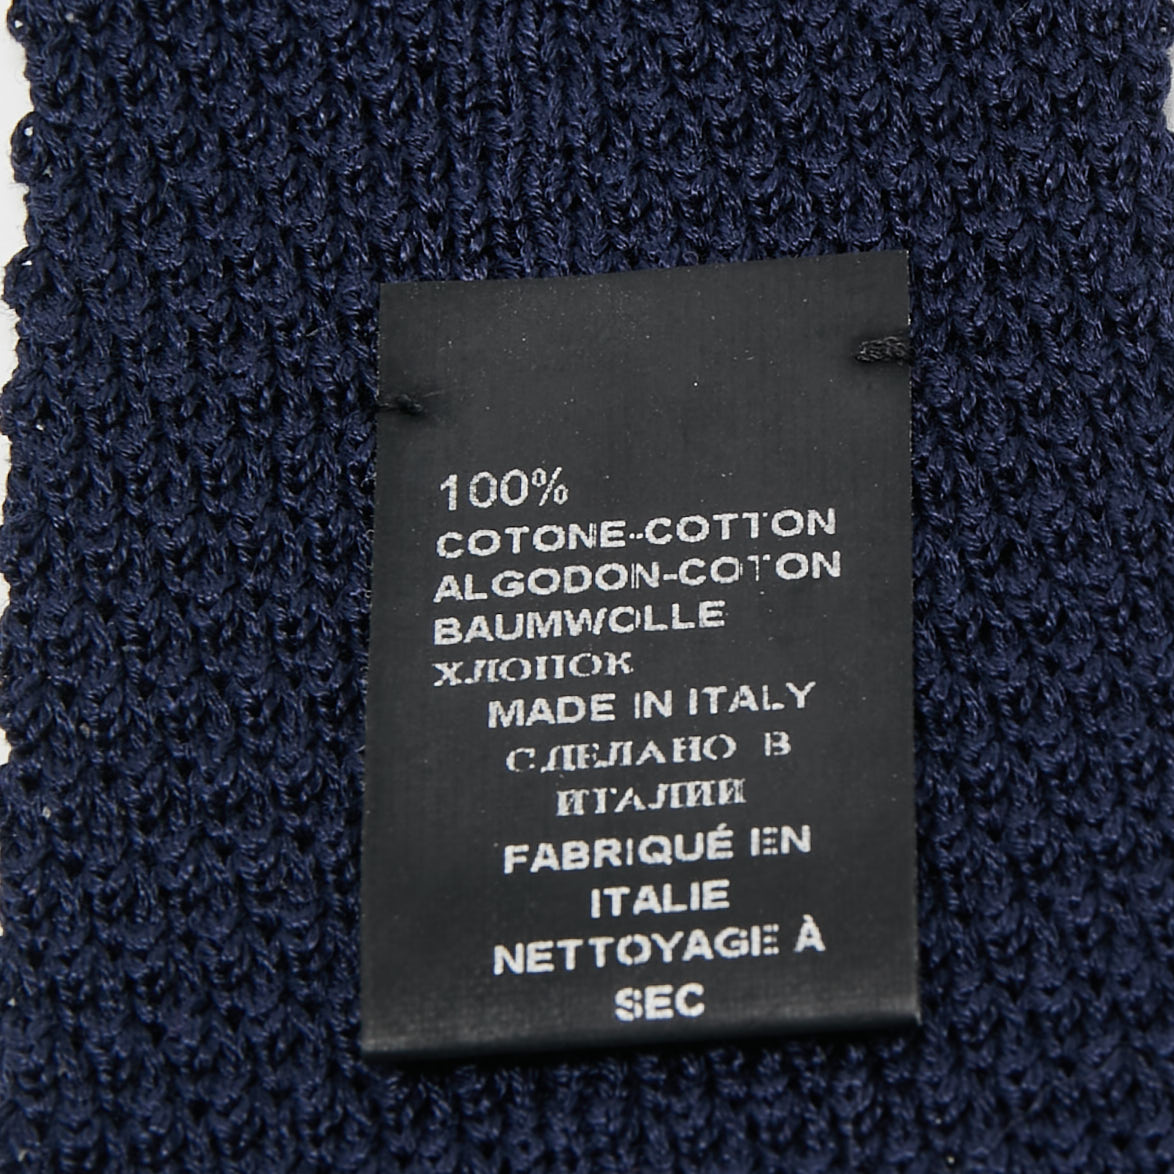 100%
COTONE-COTTON
ALGODON-COTON
BAUMWOLLE
ХЛОПОК
MADE IN ITALY
СДЕЛАНО В
ИТАЛИИ
FABRIQUÉ EN
ITALIE
NETTOYAGE À
SEC